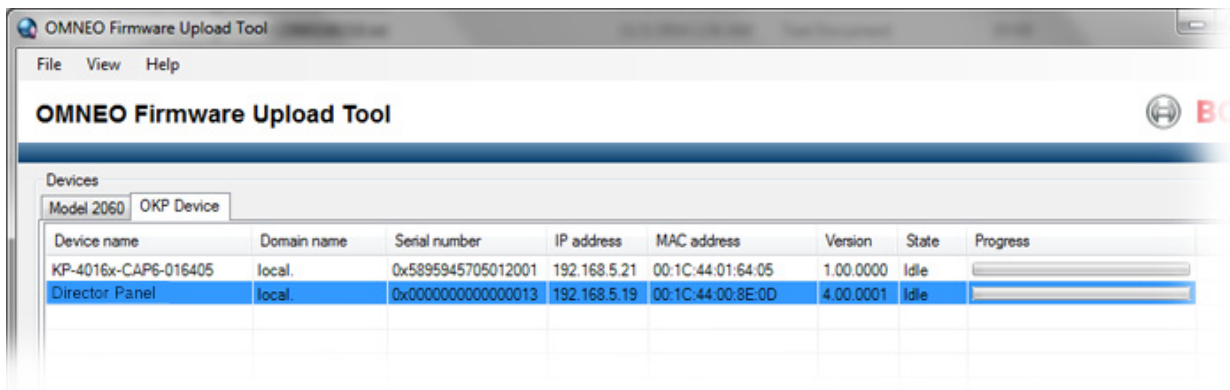 OMNEO Firmware Upload Tool
File View Help
OMNEO Firmware Upload Tool
Devices
Model 2060 OKP Device
Device name Domain name Serial number IP address MAC address Version State Progress
KP-4016x-CAP6-016405 local. 0x5895945705012001 192.168.5.21 00:1C:44:01:64:05 1.00.0000 Idle
Director Panel local. 0x0000000000000013 192.168.5.19 00:1C:44:00:8E:0D 4.00.0001 Idle